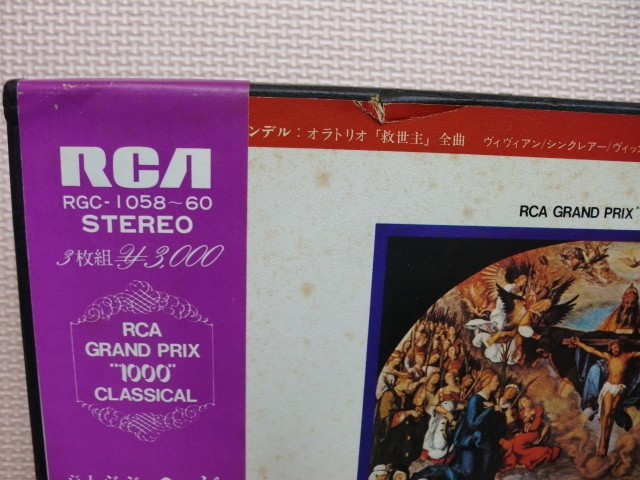 RCA
RGC-1058~60
STEREO
3枚組 ¥3,000
RCA
GRAND PRIX
"1000"
CLASSICAL
ンデル：オラトリオ「救世主」全曲 ヴィヴィアン/シンクレアー/ヴィッ
RCA GRAND PRIX "